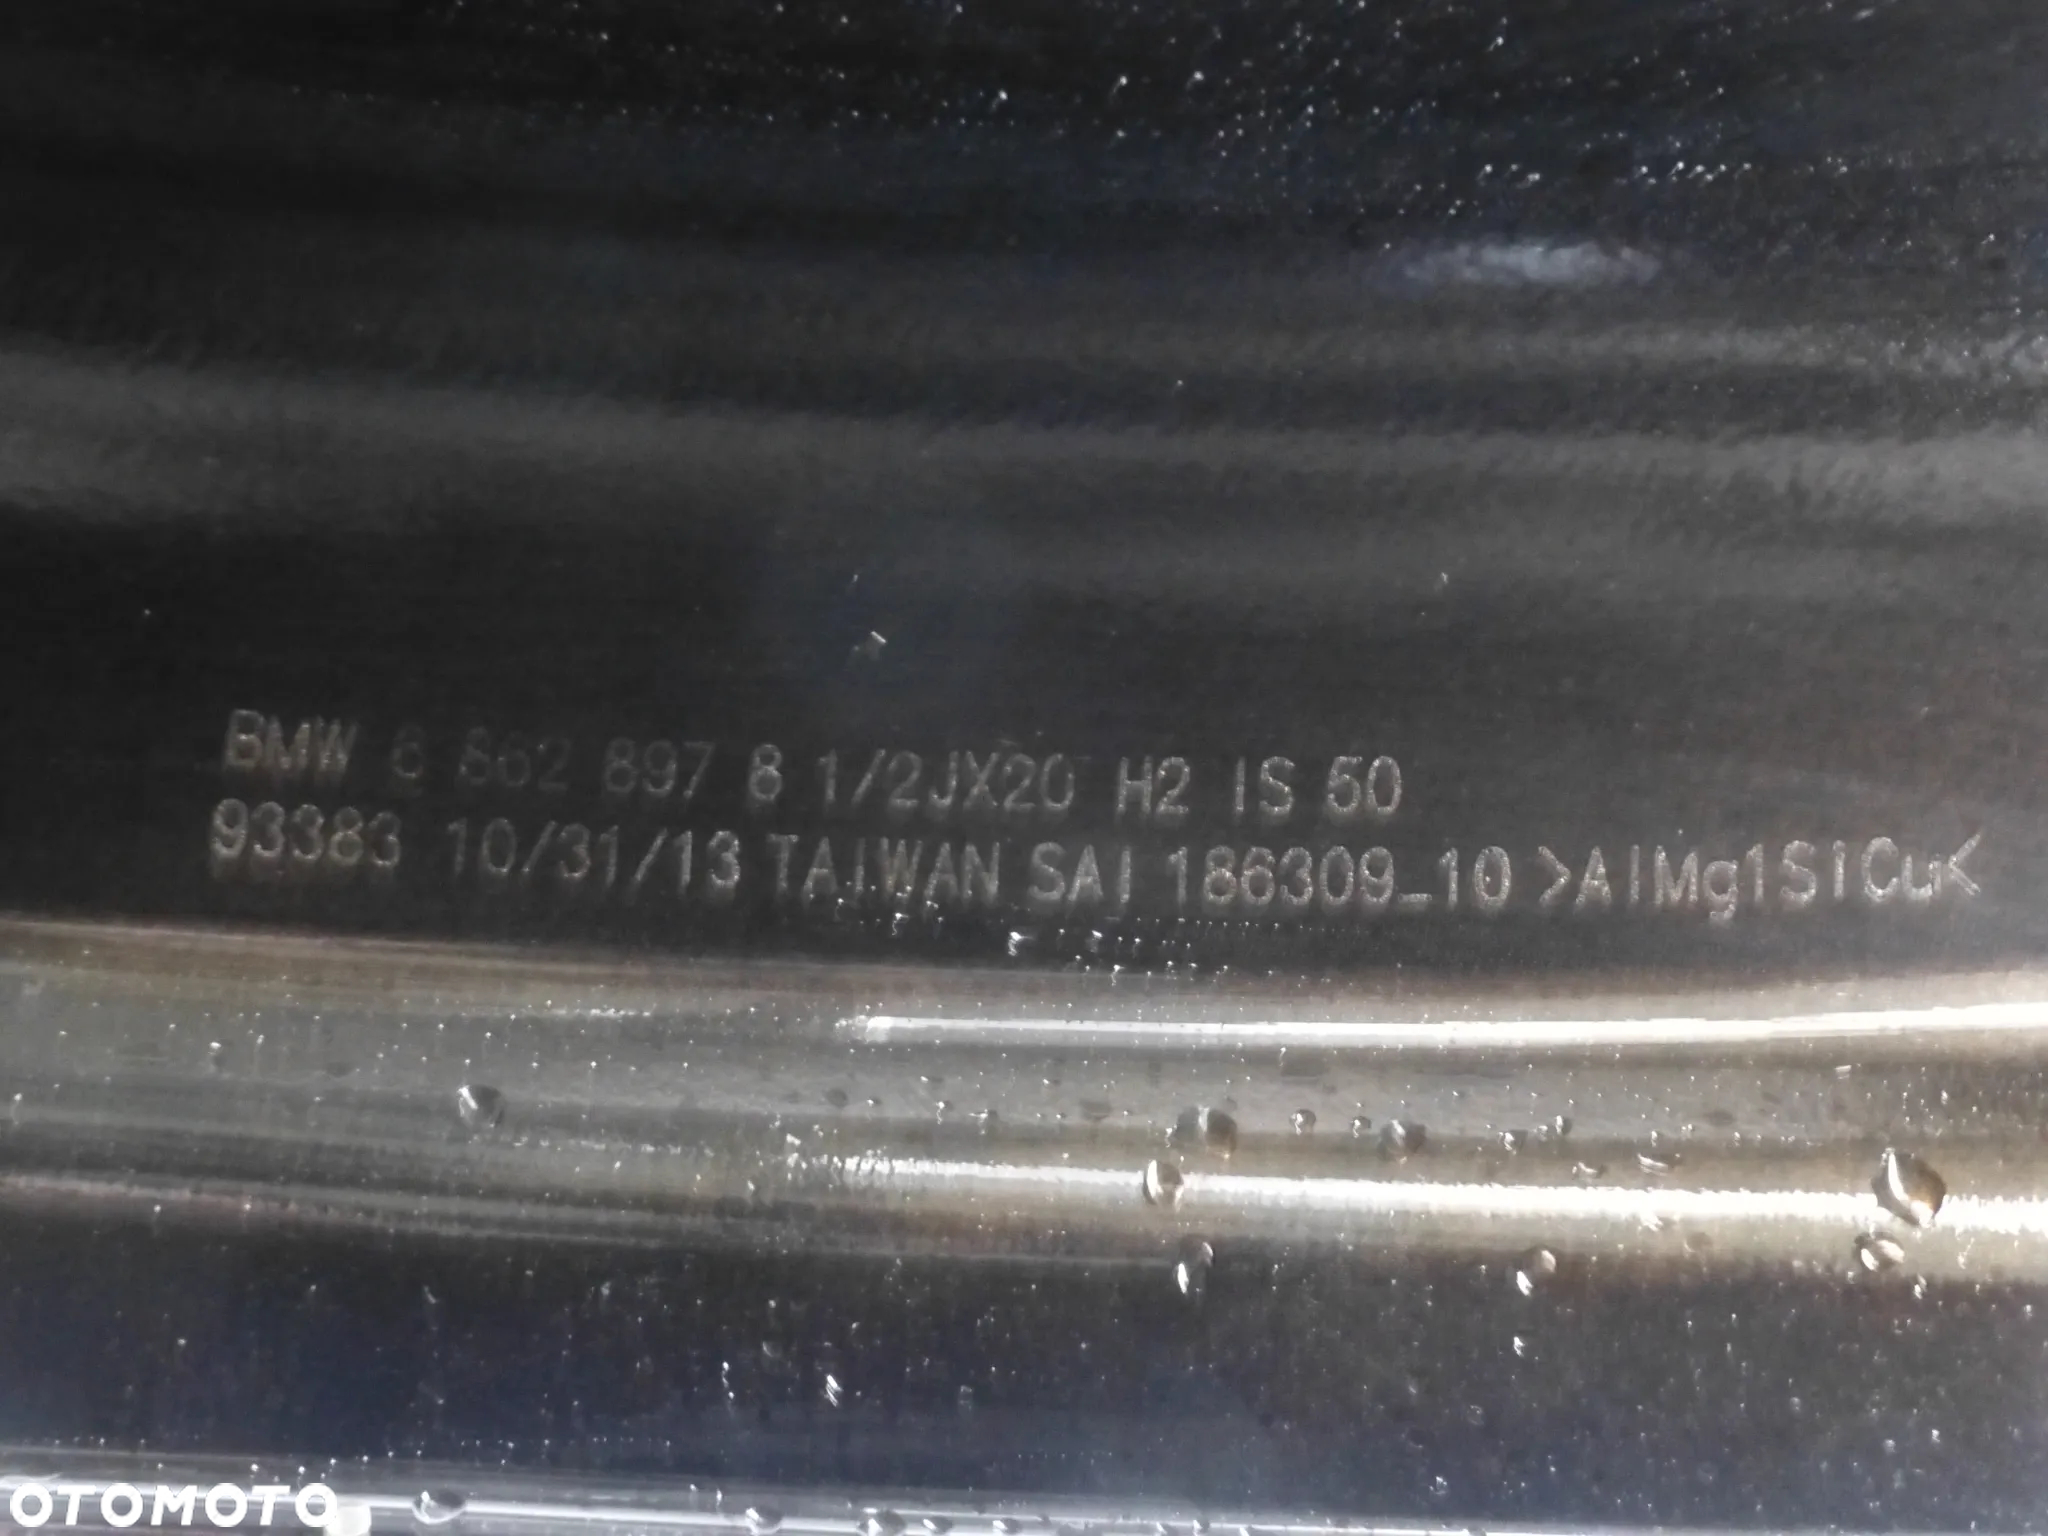 BMW 6 862 897 8 1/2JX20 H2 IS 50
93383 10/31/13 TAIWAN SAI 186309_10 >AlMg1SiCu<
OTOMOTO